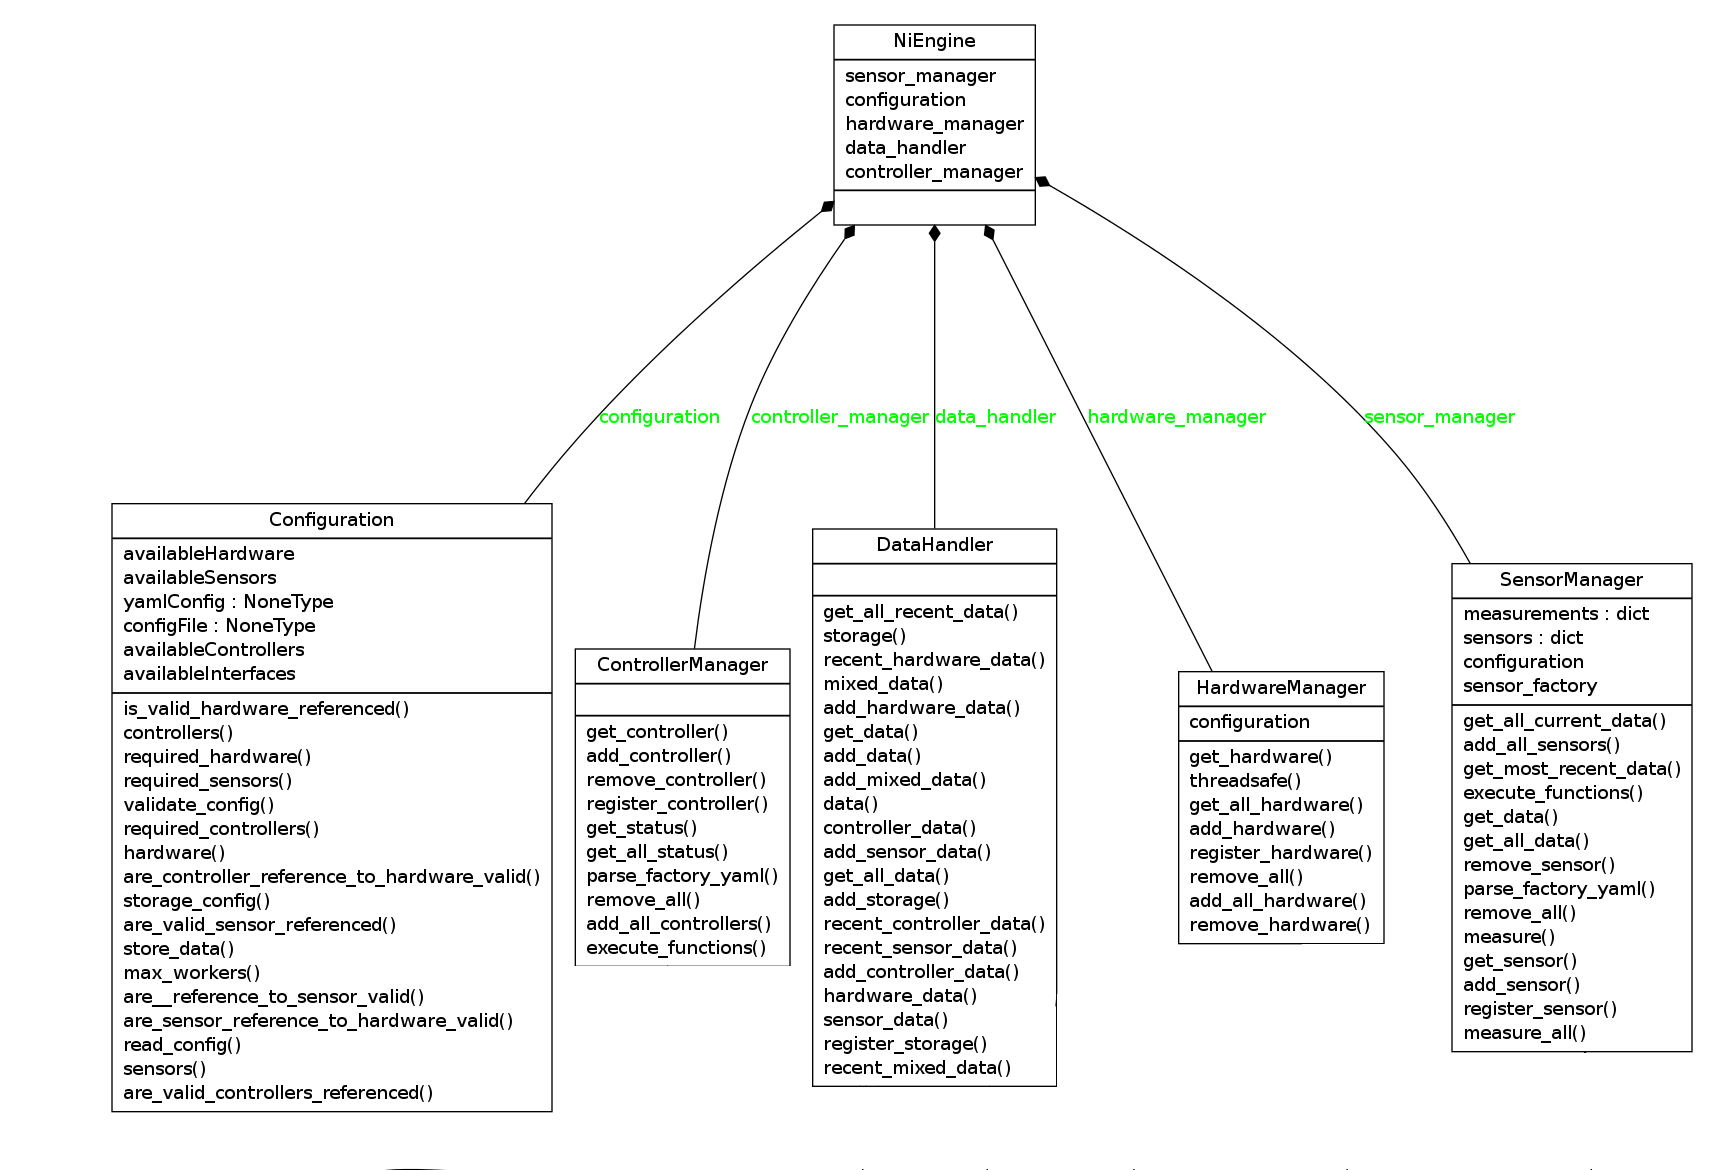 NiEngine
sensor_manager
configuration
hardware_manager
data_handler
controller_manager
configuration
controller_manager
data_handler
hardware_manager
sensor_manager
Configuration
availableHardware
availableSensors
yamlConfig : NoneType
configFile : NoneType
availableControllers
availableInterfaces
is_valid_hardware_referenced()
controllers()
required_hardware()
required_sensors()
validate_config()
required_controllers()
hardware()
are_controller_reference_to_hardware_valid()
storage_config()
are_valid_sensor_referenced()
store_data()
max_workers()
are__reference_to_sensor_valid()
are_sensor_reference_to_hardware_valid()
read_config()
sensors()
are_valid_controllers_referenced()
ControllerManager
get_controller()
add_controller()
remove_controller()
register_controller()
get_status()
get_all_status()
parse_factory_yaml()
remove_all()
add_all_controllers()
execute_functions()
DataHandler
get_all_recent_data()
storage()
recent_hardware_data()
mixed_data()
add_hardware_data()
get_data()
add_data()
add_mixed_data()
data()
controller_data()
add_sensor_data()
get_all_data()
add_storage()
recent_controller_data()
recent_sensor_data()
add_controller_data()
hardware_data()
sensor_data()
register_storage()
recent_mixed_data()
HardwareManager
configuration
get_hardware()
threadsafe()
get_all_hardware()
add_hardware()
register_hardware()
remove_all()
add_all_hardware()
remove_hardware()
SensorManager
measurements : dict
sensors : dict
configuration
sensor_factory
get_all_current_data()
add_all_sensors()
get_most_recent_data()
execute_functions()
get_data()
get_all_data()
remove_sensor()
parse_factory_yaml()
remove_all()
measure()
get_sensor()
add_sensor()
register_sensor()
measure_all()